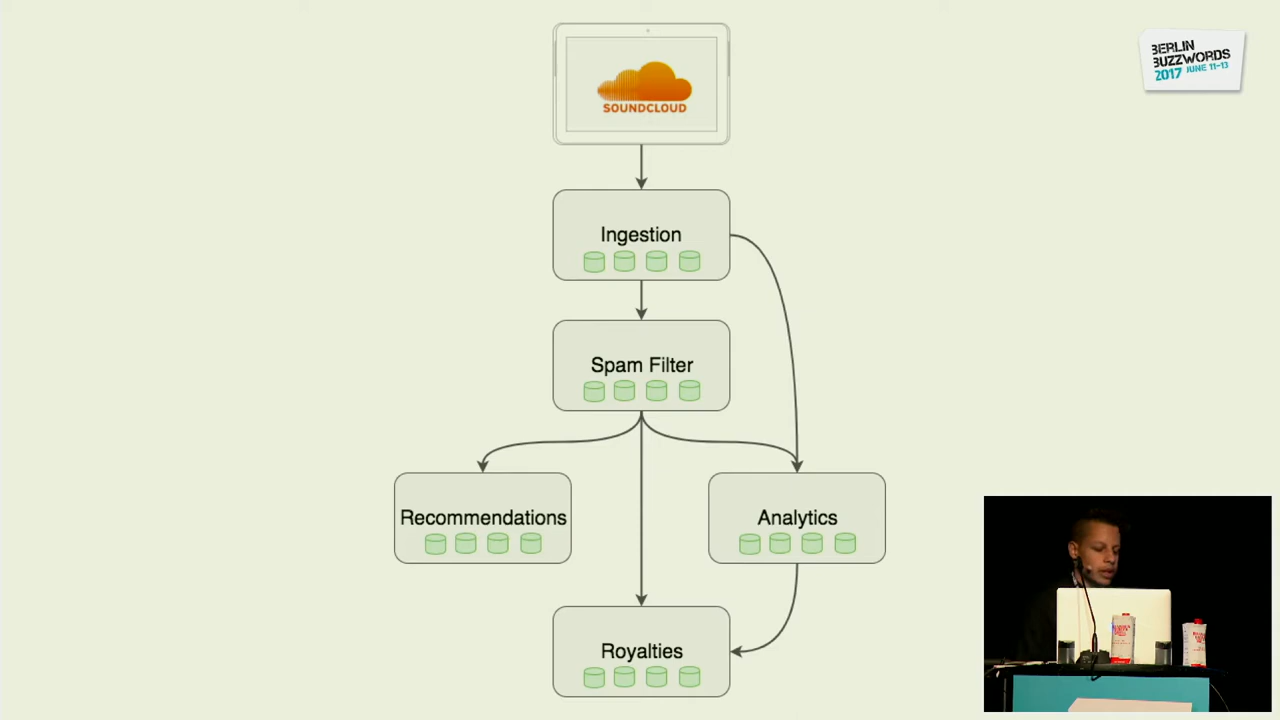 SOUNDCLOUD
BERLIN
BUZZWORDS
2017 JUNE 11-13
Ingestion
Spam Filter
Recommendations
Analytics
Royalties